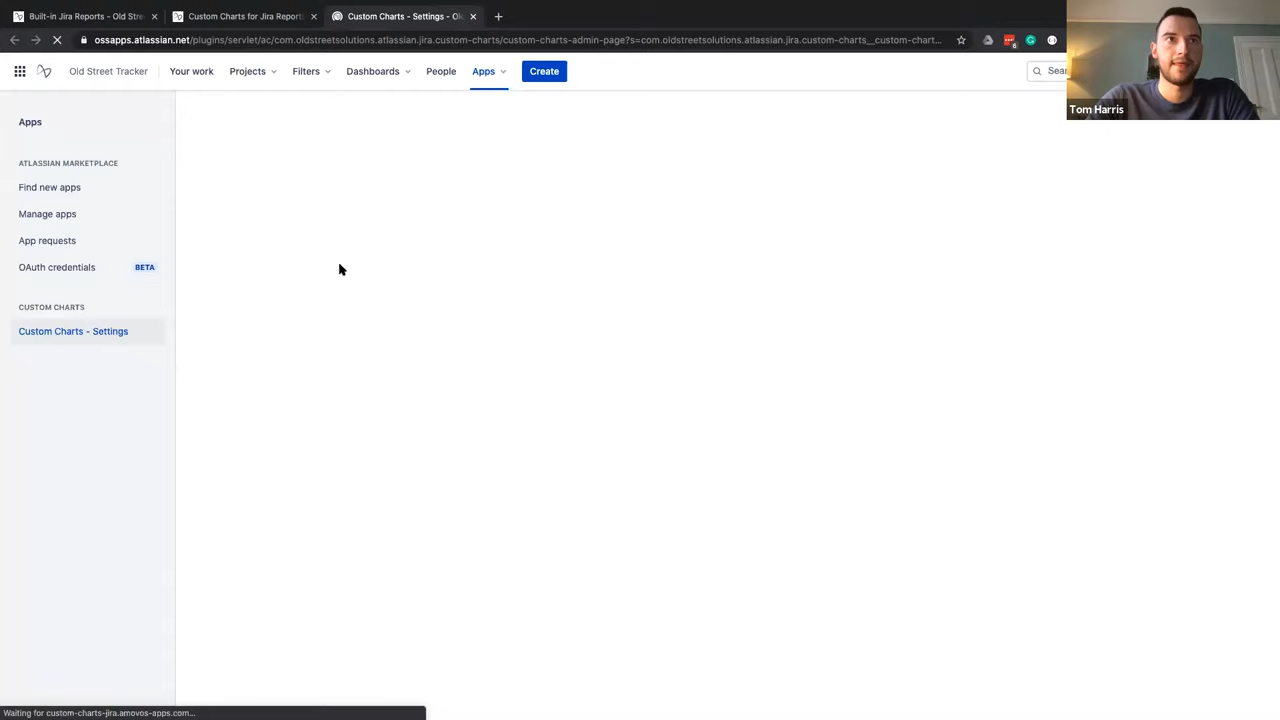 Built-in Jira Reports - Old Stre
Custom Charts for Jira Reports
Custom Charts - Settings - Ol
ossapps.atlassian.net/plugins/servlet/ac/com.oldstreetsolutions.atlassian.jira.custom-charts/custom-charts-admin-page?s=com.oldstreetsolutions.atlassian.jira.custom-charts__custom-chart...
6
Old Street Tracker
Your work
Projects
Filters
Dashboards
People
Apps
Create
Sear
Tom Harris
Apps
ATLASSIAN MARKETPLACE
Find new apps
Manage apps
App requests
OAuth credentials BETA
CUSTOM CHARTS
Custom Charts - Settings
Waiting for custom-charts-jira.amovos-apps.com...